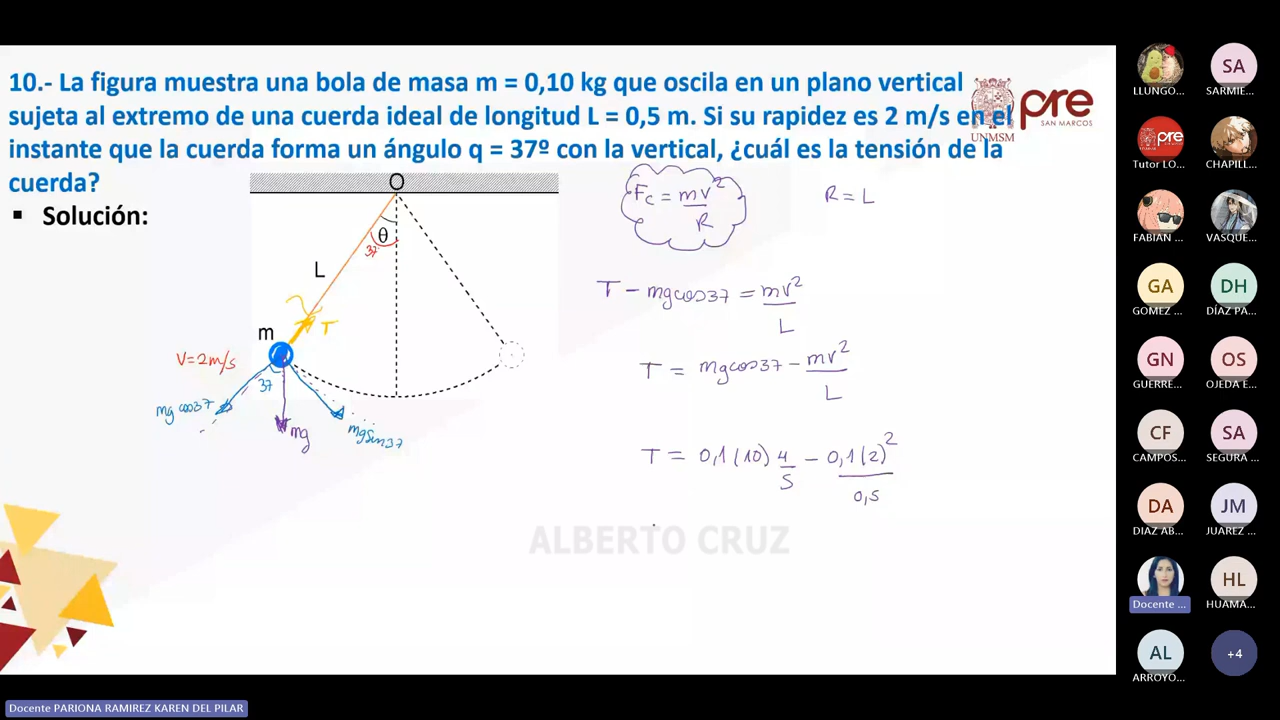 10.- La figura muestra una bola de masa m = 0,10 kg que oscila en un plano vertical
sujeta al extremo de una cuerda ideal de longitud L = 0,5 m. Si su rapidez es 2 m/s en el
instante que la cuerda forma un ángulo q = 37º con la vertical, ¿cuál es la tensión de la
cuerda?
UNMSM
pre
SAN MARCOS
▪ Solución:
O
θ
37
L
m
T
V=2m/s
37
mg cos37
mg
mgsin37
Fc = mv²/R
R = L
T - mgcos37 = mv²/L
T = mgcos37 - mv²/L
T = 0,1(10) 4/5 - 0,1(2)²/0,5
ALBERTO CRUZ
LLUNGO...
SA
SARMIE...
pre
Tutor LO...
CHAPILL...
FABIAN ...
VASQUE...
GA
GOMEZ ...
DH
DÍAZ PA...
GN
GUERRE...
OS
OJEDA E...
CF
CAMPOS...
SA
SEGURA ...
DA
DIAZ AB...
JM
JUAREZ ...
Docente ...
HL
HUAMA...
AL
ARROYO...
+4
Docente PARIONA RAMIREZ KAREN DEL PILAR